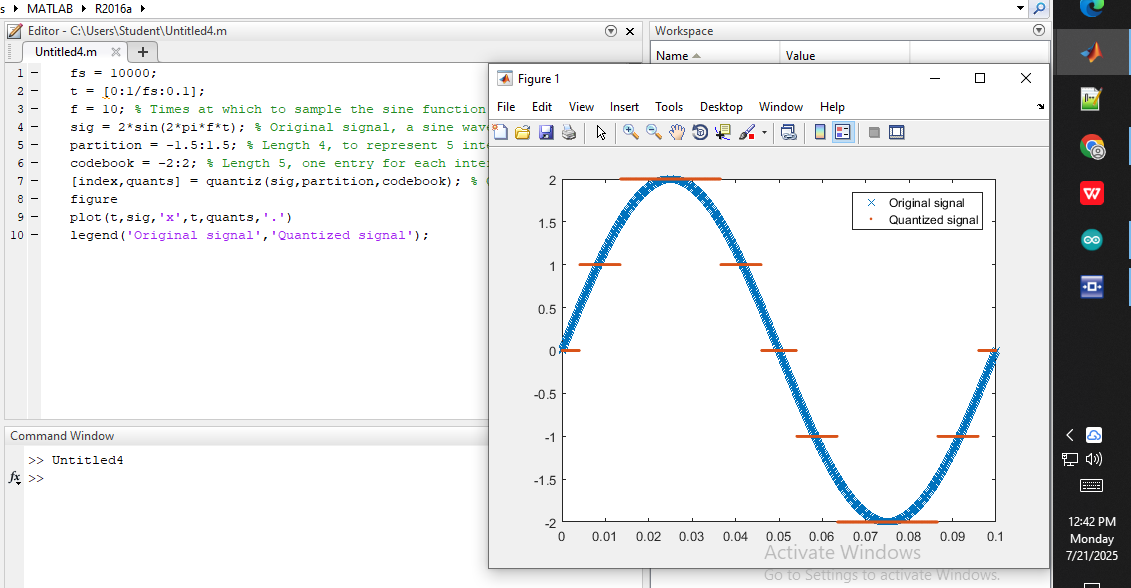 s ▸ MATLAB ▸ R2016a ▸
Editor - C:\Users\Student\Untitled4.m
Untitled4.m
1 – fs = 10000;
2 – t = [0:1/fs:0.1];
3 – f = 10; % Times at which to sample the sine function
4 – sig = 2*sin(2*pi*f*t); % Original signal, a sine wav
5 – partition = -1.5:1.5; % Length 4, to represent 5 int
6 – codebook = -2:2; % Length 5, one entry for each inte
7 – [index,quants] = quantiz(sig,partition,codebook); %
8 – figure
9 – plot(t,sig,'x',t,quants,'.')
10 – legend('Original signal','Quantized signal');
Command Window
>> Untitled4
fx >>
Workspace
Name Value
Figure 1
File Edit View Insert Tools Desktop Window Help
Original signal
Quantized signal
2
1.5
1
0.5
0
-0.5
-1
-1.5
-2
0 0.01 0.02 0.03 0.04 0.05 0.06 0.07 0.08 0.09 0.1
Activate Windows
Go to Settings to activate Windows.
12:42 PM
Monday
7/21/2025